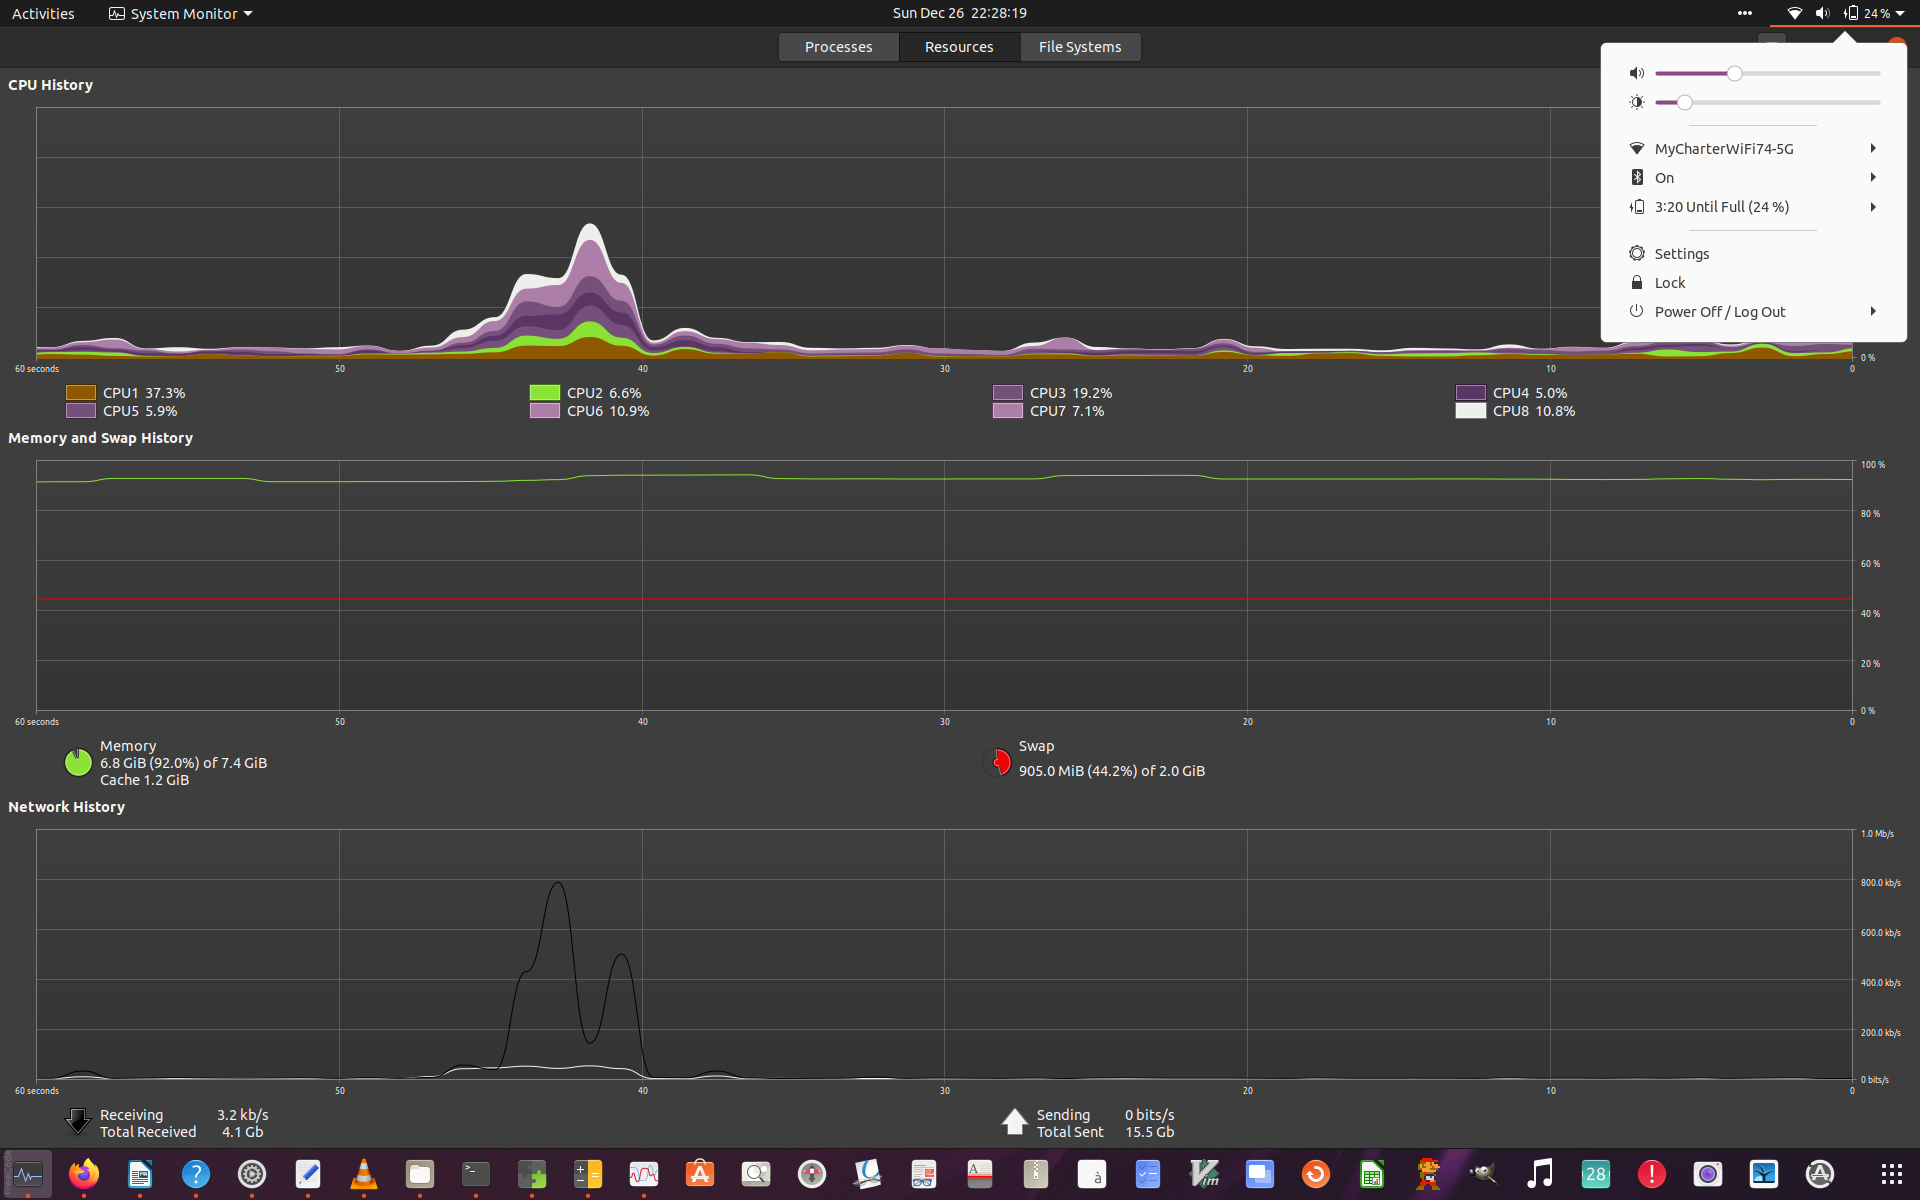 Activities
System Monitor
Sun Dec 26 22:28:19
24 %
Processes
Resources
File Systems
CPU History
MyCharterWiFi74-5G
On
3:20 Until Full (24 %)
Settings
Lock
Power Off / Log Out
0 %
60 seconds 50 40 30 20 10 0
CPU1 37.3% CPU2 6.6% CPU3 19.2% CPU4 5.0%
CPU5 5.9% CPU6 10.9% CPU7 7.1% CPU8 10.8%
Memory and Swap History
100 %
80 %
60 %
40 %
20 %
0 %
60 seconds 50 40 30 20 10 0
Memory
6.8 GiB (92.0%) of 7.4 GiB
Cache 1.2 GiB
Swap
905.0 MiB (44.2%) of 2.0 GiB
Network History
1.0 Mb/s
800.0 kb/s
600.0 kb/s
400.0 kb/s
200.0 kb/s
0 bits/s
60 seconds 50 40 30 20 10 0
Receiving 3.2 kb/s
Total Received 4.1 Gb
Sending 0 bits/s
Total Sent 15.5 Gb
?
>_
A
à
Vim
28